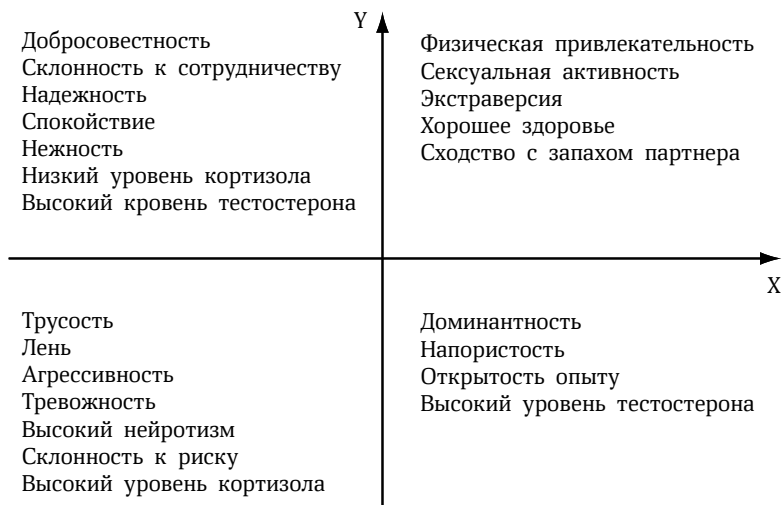 Y
Добросовестность
Склонность к сотрудничеству
Надежность
Спокойствие
Нежность
Низкий уровень кортизола
Высокий кровень тестостерона
Физическая привлекательность
Сексуальная активность
Экстраверсия
Хорошее здоровье
Сходство с запахом партнера
X
Трусость
Лень
Агрессивность
Тревожность
Высокий нейротизм
Склонность к риску
Высокий уровень кортизола
Доминантность
Напористость
Открытость опыту
Высокий уровень тестостерона